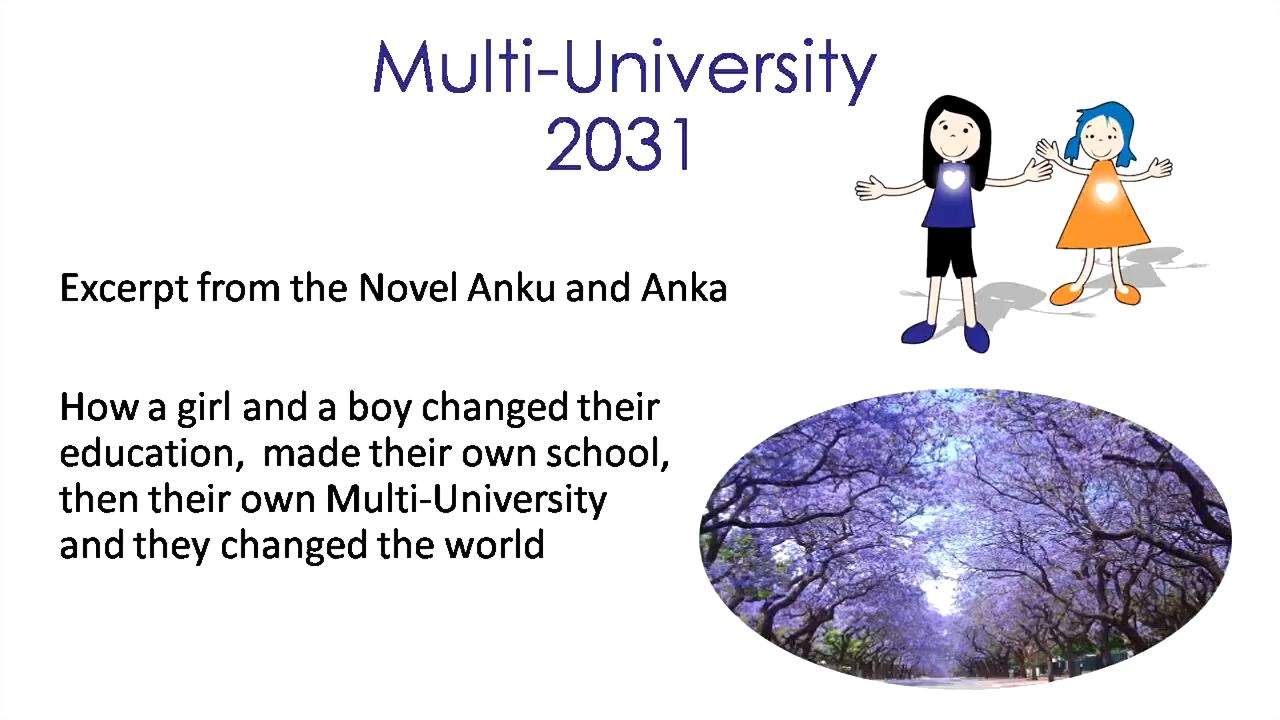 Multi-University
2031
Excerpt from the Novel Anku and Anka
How a girl and a boy changed their
education,  made their own school,
then their own Multi-University
and they changed the world